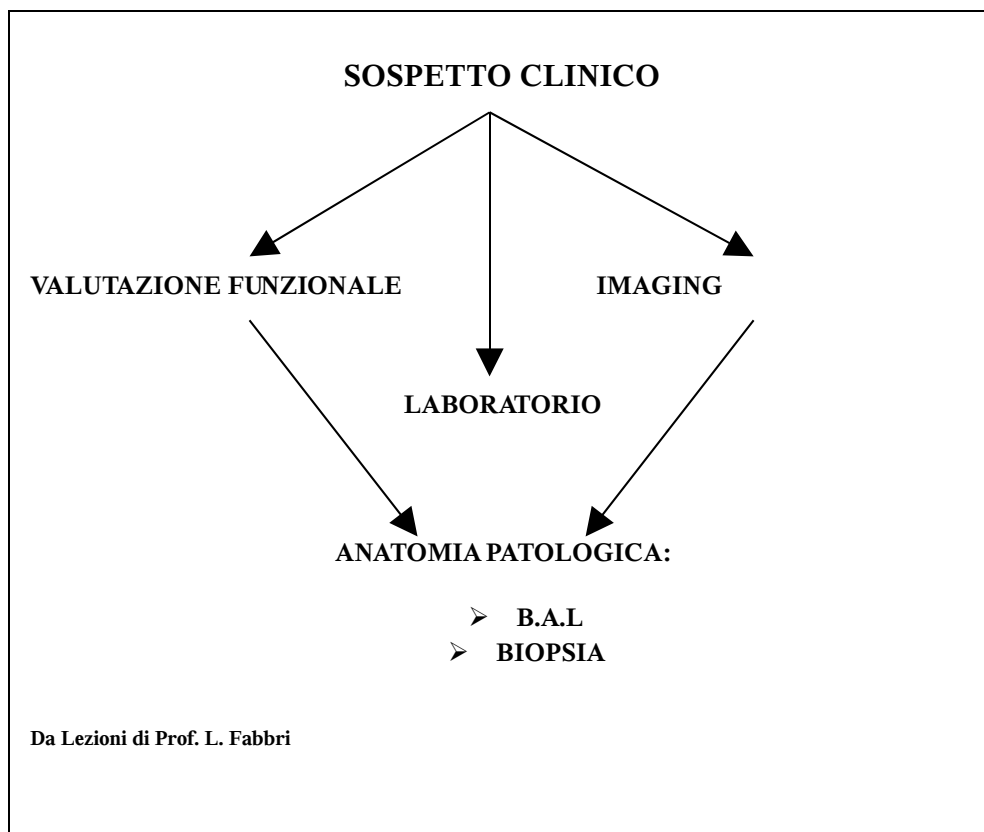 SOSPETTO CLINICO
VALUTAZIONE FUNZIONALE
IMAGING
LABORATORIO
ANATOMIA PATOLOGICA:
➢ B.A.L
➢ BIOPSIA
Da Lezioni di Prof. L. Fabbri